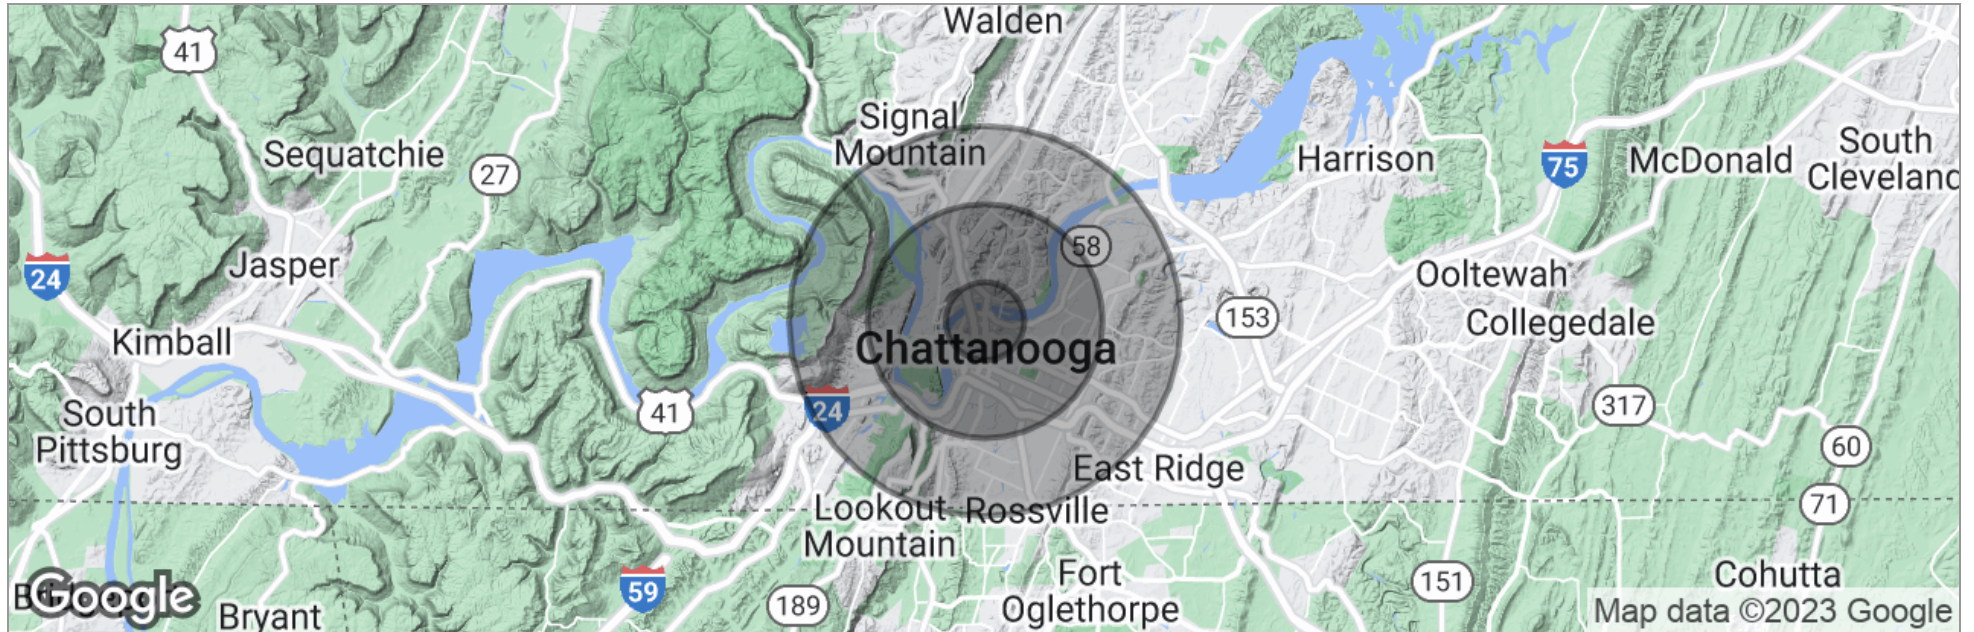 Walden
41
Signal
Mountain
Sequatchie
27
Harrison
75
McDonald
South
Cleveland
58
Jasper
24
Ooltewah
153
Collegedale
Kimball
Chattanooga
24
41
317
South
Pittsburg
60
East Ridge
71
Lookout
Mountain
Rossville
59
189
Fort
Oglethorpe
151
Cohutta
Google
Bryant
Map data ©2023 Google